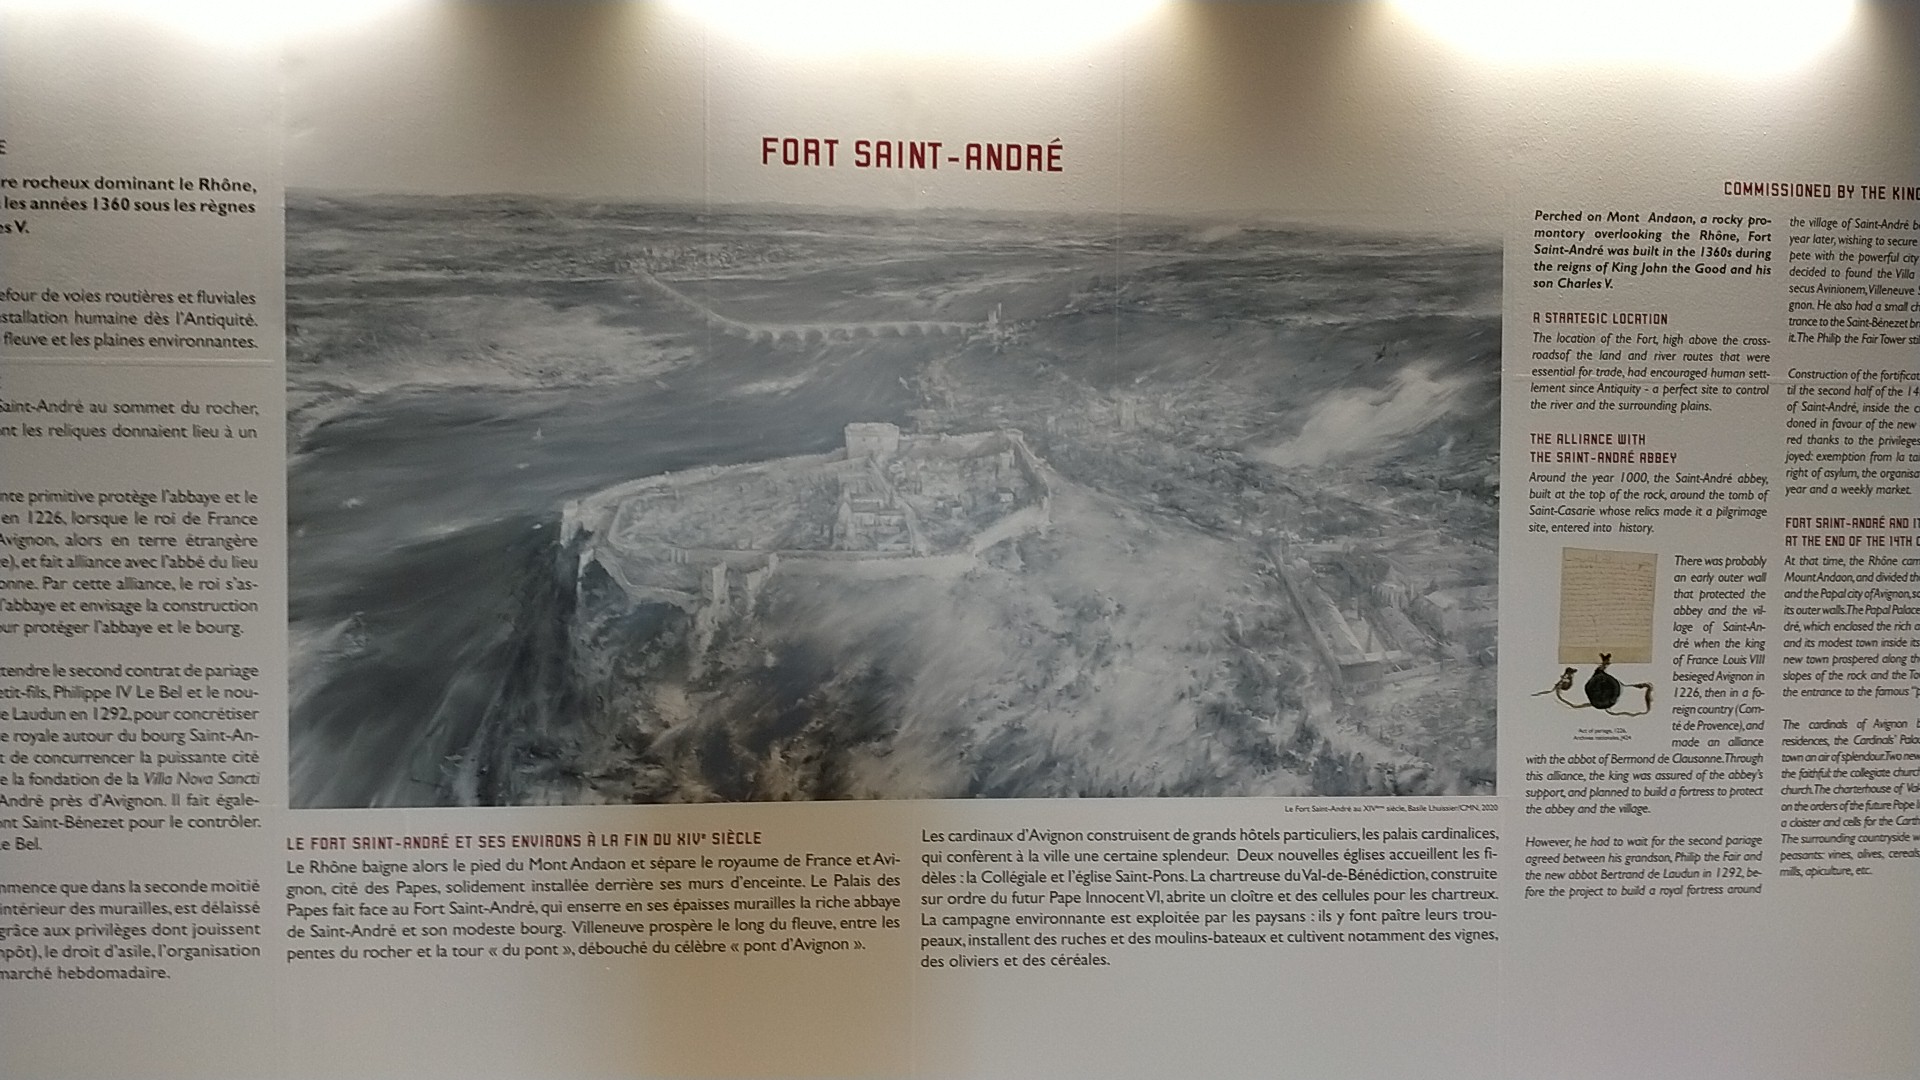 FORT SAINT-ANDRÉ
re rocheux dominant le Rhône,
les années 1360 sous les règnes
es V.
efour de voies routières et fluviales
stallation humaine dès l'Antiquité.
fleuve et les plaines environnantes.
Saint-André au sommet du rocher,
nt les reliques donnaient lieu à un
nte primitive protège l'abbaye et le
en 1226, lorsque le roi de France
Avignon, alors en terre étrangère
e), et fait alliance avec l'abbé du lieu
onne. Par cette alliance, le roi s'as-
l'abbaye et envisage la construction
ur protéger l'abbaye et le bourg.
tendre le second contrat de pariage
etit-fils, Philippe IV Le Bel et le nou-
e Laudun en 1292, pour concrétiser
e royale autour du bourg Saint-An-
t de concurrencer la puissante cité
e la fondation de la Villa Nova Sancti
André près d'Avignon. Il fait égale-
nt Saint-Bénezet pour le contrôler.
e Bel.
mmence que dans la seconde moitié
intérieur des murailles, est délaissé
grâce aux privilèges dont jouissent
mpôt), le droit d'asile, l'organisation
marché hebdomadaire.
Le Fort Saint-André au XIVème siècle, Basile Lhuissier/CMN, 2020
LE FORT SAINT-ANDRÉ ET SES ENVIRONS À LA FIN DU XIVe SIÈCLE
Le Rhône baigne alors le pied du Mont Andaon et sépare le royaume de France et Avi-
gnon, cité des Papes, solidement installée derrière ses murs d'enceinte. Le Palais des
Papes fait face au Fort Saint-André, qui enserre en ses épaisses murailles la riche abbaye
de Saint-André et son modeste bourg. Villeneuve prospère le long du fleuve, entre les
pentes du rocher et la tour « du pont », débouché du célèbre « pont d'Avignon ».
Les cardinaux d'Avignon construisent de grands hôtels particuliers, les palais cardinalices,
qui confèrent à la ville une certaine splendeur. Deux nouvelles églises accueillent les fi-
dèles : la Collégiale et l'église Saint-Pons. La chartreuse du Val-de-Bénédiction, construite
sur ordre du futur Pape Innocent VI, abrite un cloître et des cellules pour les chartreux.
La campagne environnante est exploitée par les paysans : ils y font paître leurs trou-
peaux, installent des ruches et des moulins-bateaux et cultivent notamment des vignes,
des oliviers et des céréales.
COMMISSIONED BY THE KING
Perched on Mont Andaon, a rocky pro-
montory overlooking the Rhône, Fort
Saint-André was built in the 1360s during
the reigns of King John the Good and his
son Charles V.
A STRATEGIC LOCATION
The location of the Fort, high above the cross-
roadsof the land and river routes that were
essential for trade, had encouraged human sett-
lement since Antiquity - a perfect site to control
the river and the surrounding plains.
THE ALLIANCE WITH
THE SAINT-ANDRÉ ABBEY
Around the year 1000, the Saint-André abbey,
built at the top of the rock, around the tomb of
Saint-Casarie whose relics made it a pilgrimage
site, entered into history.
There was probably
an early outer wall
that protected the
abbey and the vil-
lage of Saint-An-
dré when the king
of France Louis VIII
besieged Avignon in
1226, then in a fo-
reign country (Com-
té de Provence), and
made an alliance
Act of pariage, 1226,
Archives nationales, J424
with the abbot of Bermond de Clausonne. Through
this alliance, the king was assured of the abbey's
support, and planned to build a fortress to protect
the abbey and the village.
However, he had to wait for the second pariage
agreed between his grandson, Philip the Fair and
the new abbot Bertrand de Laudun in 1292, be-
fore the project to build a royal fortress around
the village of Saint-André b
year later, wishing to secure
pete with the powerful city
decided to found the Villa
secus Avinionem, Villeneuve S
gnon. He also had a small ch
trance to the Saint-Bénezet br
it. The Philip the Fair Tower sti
Construction of the fortificat
til the second half of the 14
of Saint-André, inside the c
doned in favour of the new
red thanks to the privileges
joyed: exemption from la tai
right of asylum, the organisa
year and a weekly market.
FORT SAINT-ANDRÉ AND IT
AT THE END OF THE 14TH C
At that time, the Rhône cam
Mount Andaon, and divided th
and the Papal city of Avignon, so
its outer walls. The Papal Palace
dré, which enclosed the rich a
and its modest town inside its
new town prospered along th
slopes of the rock and the To
the entrance to the famous "p
The cardinals of Avignon b
residences, the Cardinals' Pala
town an air of splendour. Two new
the faithful: the collegiate church
church. The charterhouse of Val-
on the orders of the future Pope I
a cloister and cells for the Carth
The surrounding countryside w
peasants: vines, olives, cereals
mills, apiculture, etc.